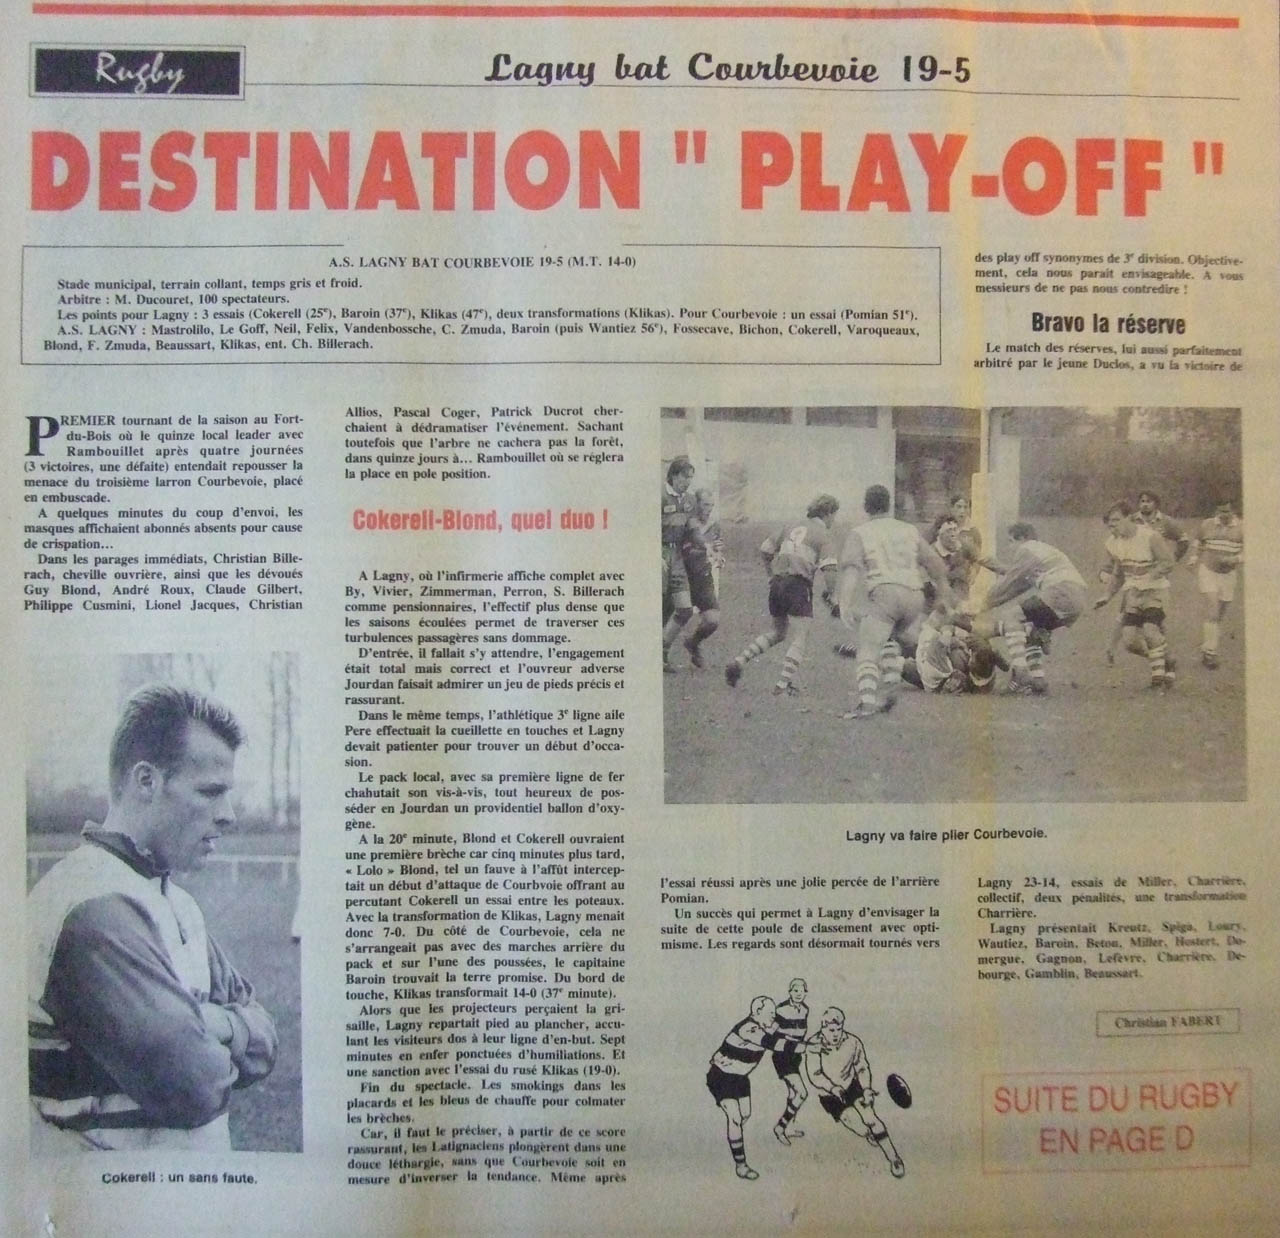 Rugby
Lagny bat Courbevoie 19-5
DESTINATION " PLAY-OFF "
A.S. LAGNY BAT COURBEVOIE 19-5 (M.T. 14-0)
Stade municipal, terrain collant, temps gris et froid.
Arbitre : M. Ducouret, 100 spectateurs.
Les points pour Lagny : 3 essais (Cokerell (25e), Baroin (37e), Klikas (47e), deux transformations (Klikas). Pour Courbevoie : un essai (Pomian 51e).
A.S. LAGNY : Mastrolilo, Le Goff, Neil, Felix, Vandenbossche, C. Zmuda, Baroin (puis Wantiez 56e), Fossecave, Bichon, Cokerell, Varoqueaux,
Blond, F. Zmuda, Beaussart, Klikas, ent. Ch. Billerach.
PREMIER tournant de la saison au Fort-
du-Bois où le quinze local leader avec
Rambouillet après quatre journées
(3 victoires, une défaite) entendait repousser la
menace du troisième larron Courbevoie, placé
en embuscade.
A quelques minutes du coup d'envoi, les
masques affichaient abonnés absents pour cause
de crispation...
Dans les parages immédiats, Christian Bille-
rach, cheville ouvrière, ainsi que les dévoués
Guy Blond, André Roux, Claude Gilbert,
Philippe Cusmini, Lionel Jacques, Christian
Cokerell : un sans faute.
Allios, Pascal Coger, Patrick Ducrot cher-
chaient à dédramatiser l'événement. Sachant
toutefois que l'arbre ne cachera pas la forêt,
dans quinze jours à... Rambouillet où se réglera
la place en pole position.
Cokerell-Blond, quel duo !
A Lagny, où l'infirmerie affiche complet avec
By, Vivier, Zimmerman, Perron, S. Billerach
comme pensionnaires, l'effectif plus dense que
les saisons écoulées permet de traverser ces
turbulences passagères sans dommage.
D'entrée, il fallait s'y attendre, l'engagement
était total mais correct et l'ouvreur adverse
Jourdan faisait admirer un jeu de pieds précis et
rassurant.
Dans le même temps, l'athlétique 3e ligne aile
Pere effectuait la cueillette en touches et Lagny
devait patienter pour trouver un début d'occa-
sion.
Le pack local, avec sa première ligne de fer
chahutait son vis-à-vis, tout heureux de pos-
séder en Jourdan un providentiel ballon d'oxy-
gène.
A la 20e minute, Blond et Cokerell ouvraient
une première brèche car cinq minutes plus tard,
« Lolo » Blond, tel un fauve à l'affût intercep-
tait un début d'attaque de Courbvoie offrant au
percutant Cokerell un essai entre les poteaux.
Avec la transformation de Klikas, Lagny menait
donc 7-0. Du côté de Courbevoie, cela ne
s'arrangeait pas avec des marches arrière du
pack et sur l'une des poussées, le capitaine
Baroin trouvait la terre promise. Du bord de
touche, Klikas transformait 14-0 (37e minute).
Alors que les projecteurs perçaient la gri-
saille, Lagny repartait pied au plancher, accu-
lant les visiteurs dos à leur ligne d'en-but. Sept
minutes en enfer ponctuées d'humiliations. Et
une sanction avec l'essai du rusé Klikas (19-0).
Fin du spectacle. Les smokings dans les
placards et les bleus de chauffe pour colmater
les brèches.
Car, il faut le préciser, à partir de ce score
rassurant, les Latignaciens plongèrent dans une
douce léthargie, sans que Courbevoie soit en
mesure d'inverser la tendance. Même après
Lagny va faire plier Courbevoie.
l'essai réussi après une jolie percée de l'arrière
Pomian.
Un succès qui permet à Lagny d'envisager la
suite de cette poule de classement avec opti-
misme. Les regards sont désormait tournés vers
des play off synonymes de 3e division. Objective-
ment, cela nous paraît envisageable. A vous
messieurs de ne pas nous contredire !
Bravo la réserve
Le match des réserves, lui aussi parfaitement
arbitré par le jeune Duclos, a vu la victoire de
Lagny 23-14, essais de Miller, Charrière,
collectif, deux pénalités, une transformation
Charrière.
Lagny présentait Kreutz, Spiga, Loury,
Wautiez, Baroin, Beton, Miller, Hostert, Do-
mergue, Gagnon, Lefèvre, Charrière, De-
bourge, Gamblin, Beaussart.
Christian FABERT
SUITE DU RUGBY
EN PAGE D